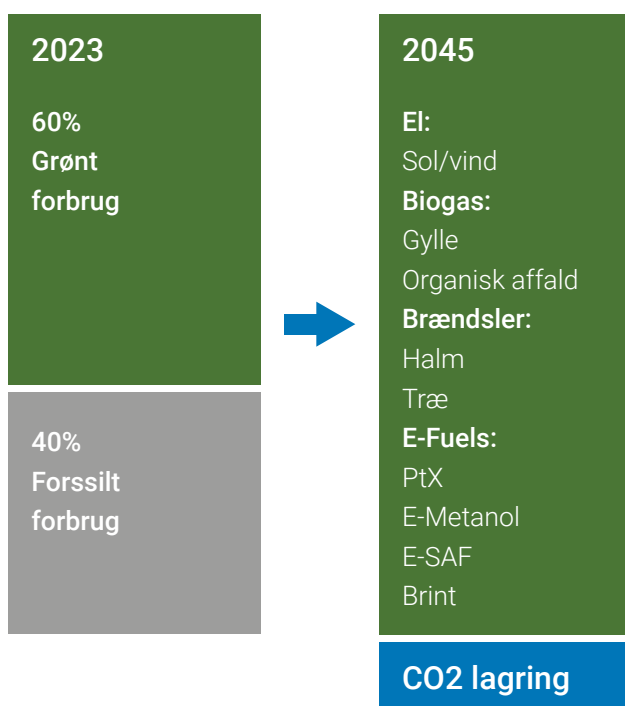 2023
60%
Grønt
forbrug
40%
Forssilt
forbrug
2045
El:
Sol/vind
Biogas:
Gylle
Organisk affald
Brændsler:
Halm
Træ
E-Fuels:
PtX
E-Metanol
E-SAF
Brint
CO2 lagring